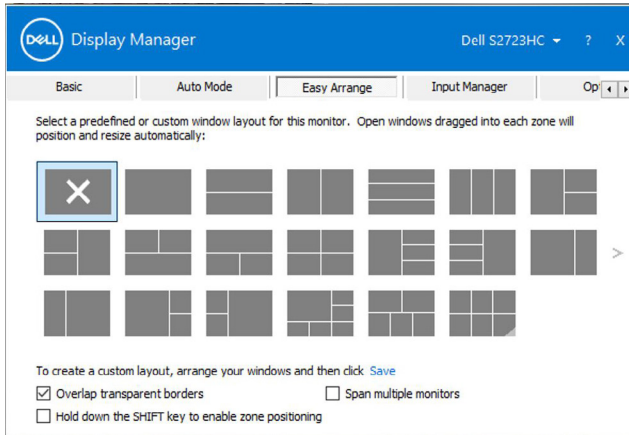 DELL Display Manager Dell S2723HC ? X
Basic Auto Mode Easy Arrange Input Manager Op
Select a predefined or custom window layout for this monitor. Open windows dragged into each zone will
position and resize automatically:
To create a custom layout, arrange your windows and then click Save
Overlap transparent borders Span multiple monitors
Hold down the SHIFT key to enable zone positioning